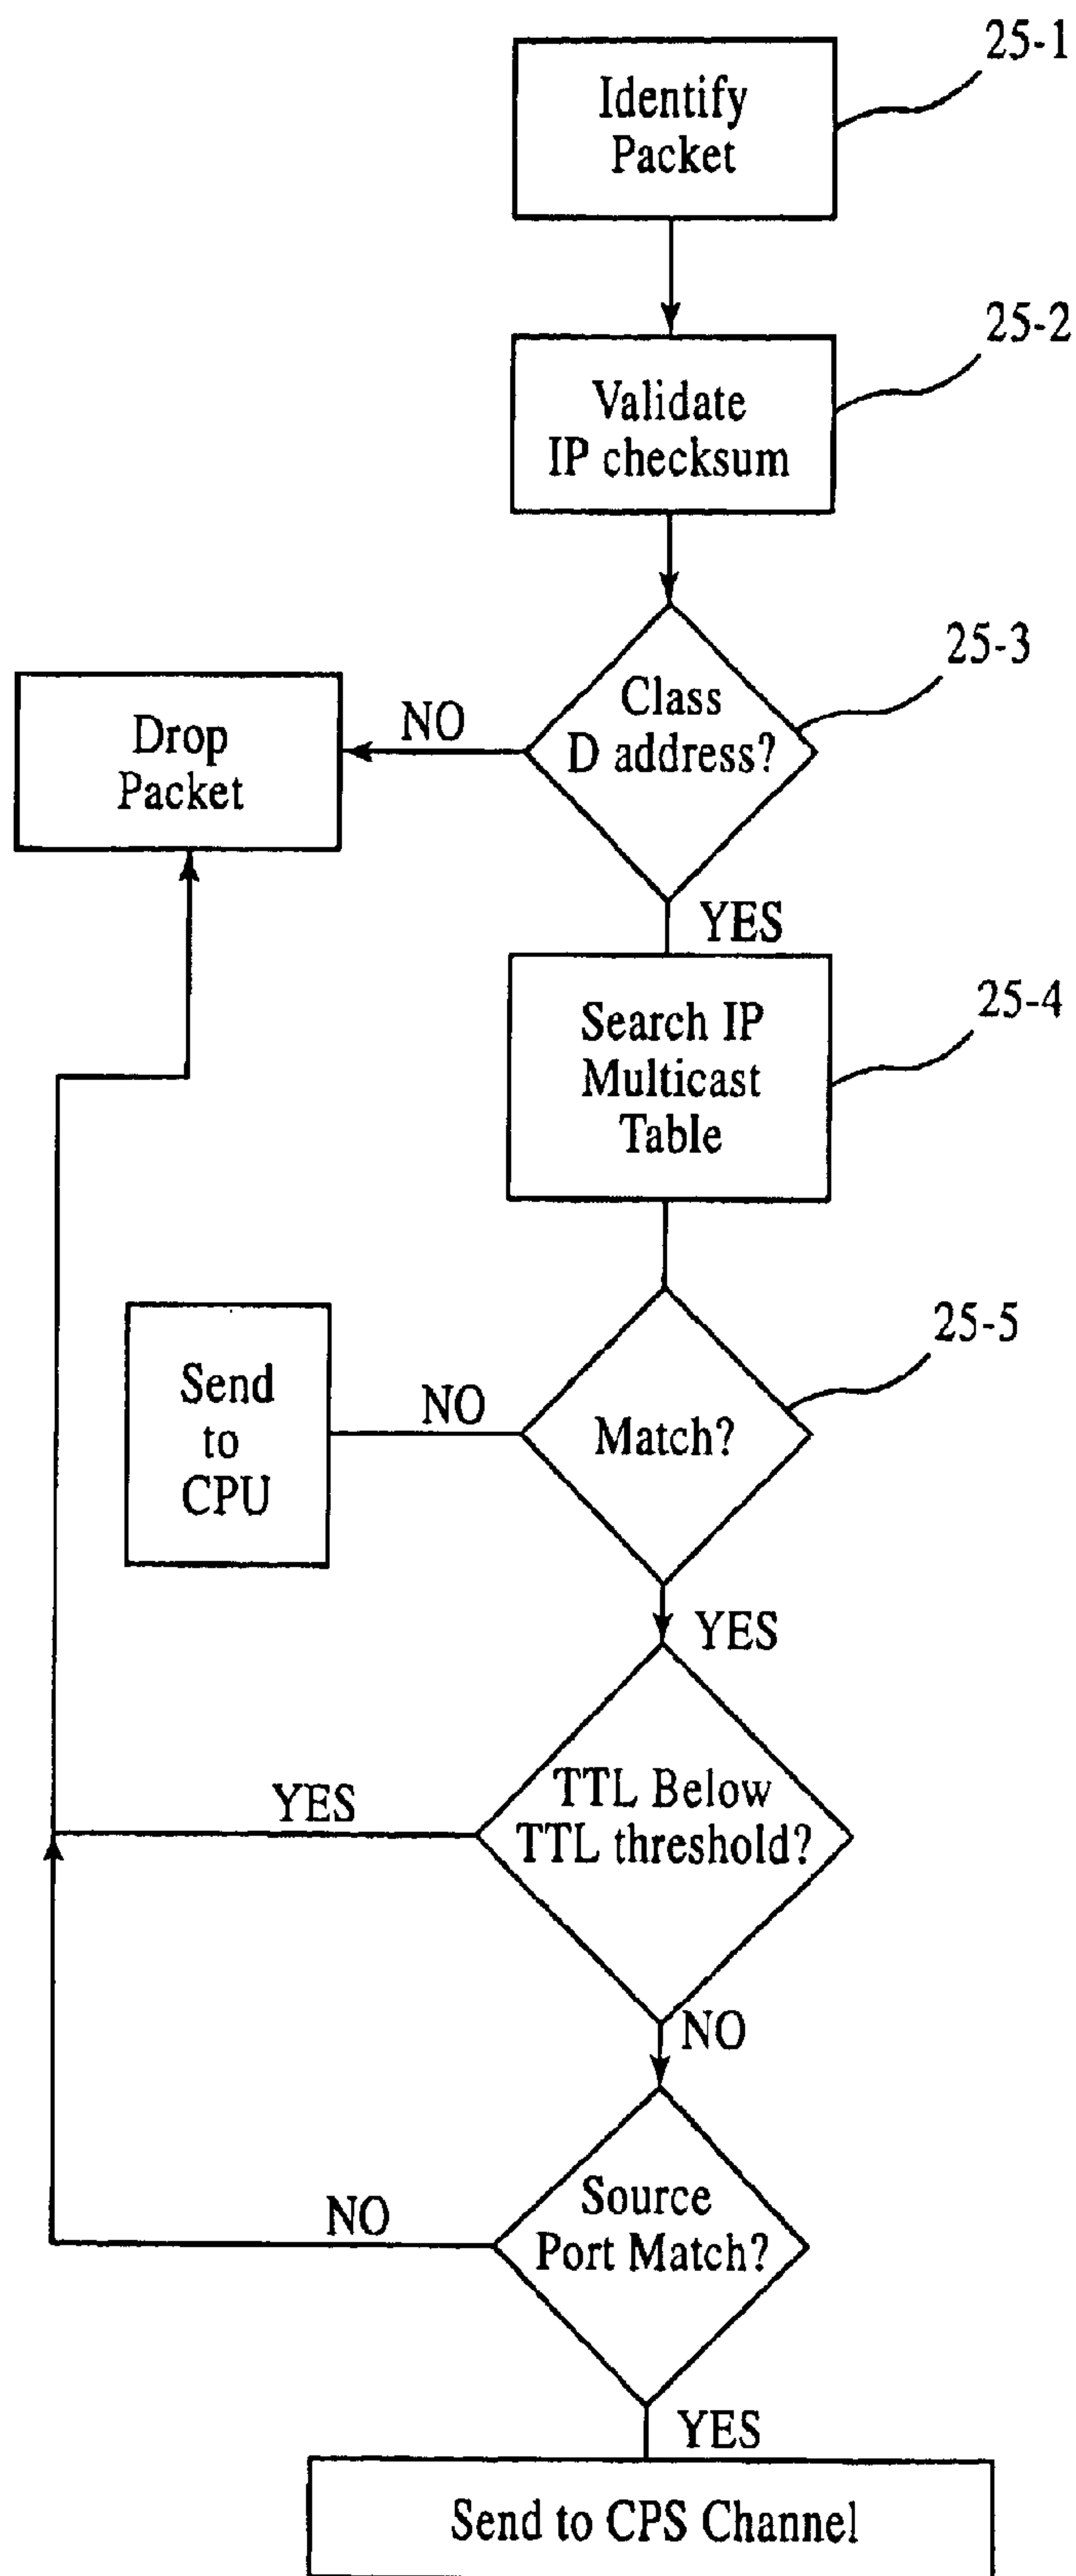 25-1
Identify
Packet
25-2
Validate
IP checksum
25-3
Class
D address?
NO
Drop
Packet
YES
25-4
Search IP
Multicast
Table
25-5
Match?
NO
Send
to
CPU
YES
TTL Below
TTL threshold?
YES
NO
Source
Port Match?
NO
YES
Send to CPS Channel